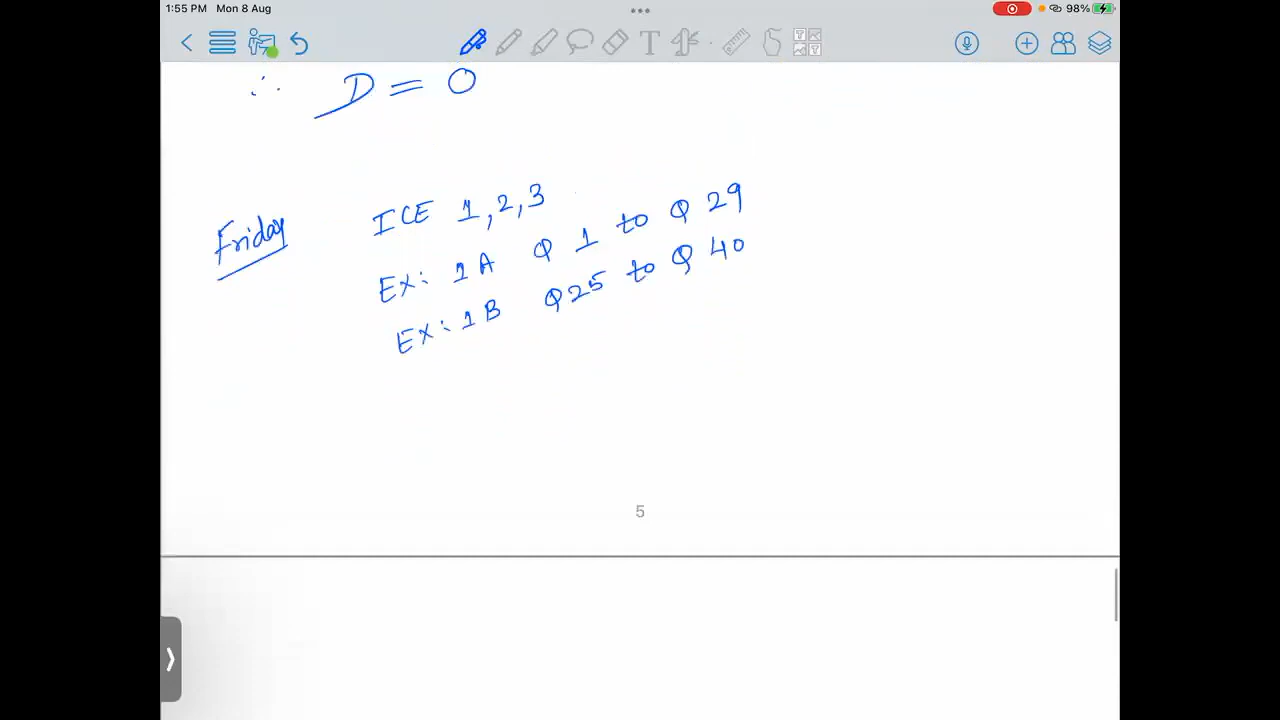 1:55 PM Mon 8 Aug
98%
∴ D = 0
Friday
ICE 1, 2, 3
Ex: 1A Q 1 to Q 29
Ex: 1B Q25 to Q 40
5